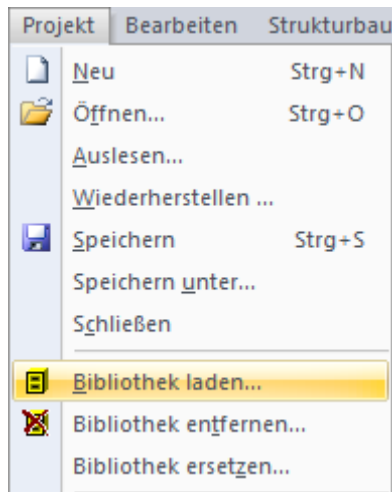 Projekt Bearbeiten Strukturbau
Neu Strg+N
Öffnen... Strg+O
Auslesen...
Wiederherstellen ...
Speichern Strg+S
Speichern unter...
Schließen
Bibliothek laden...
Bibliothek entfernen...
Bibliothek ersetzen...